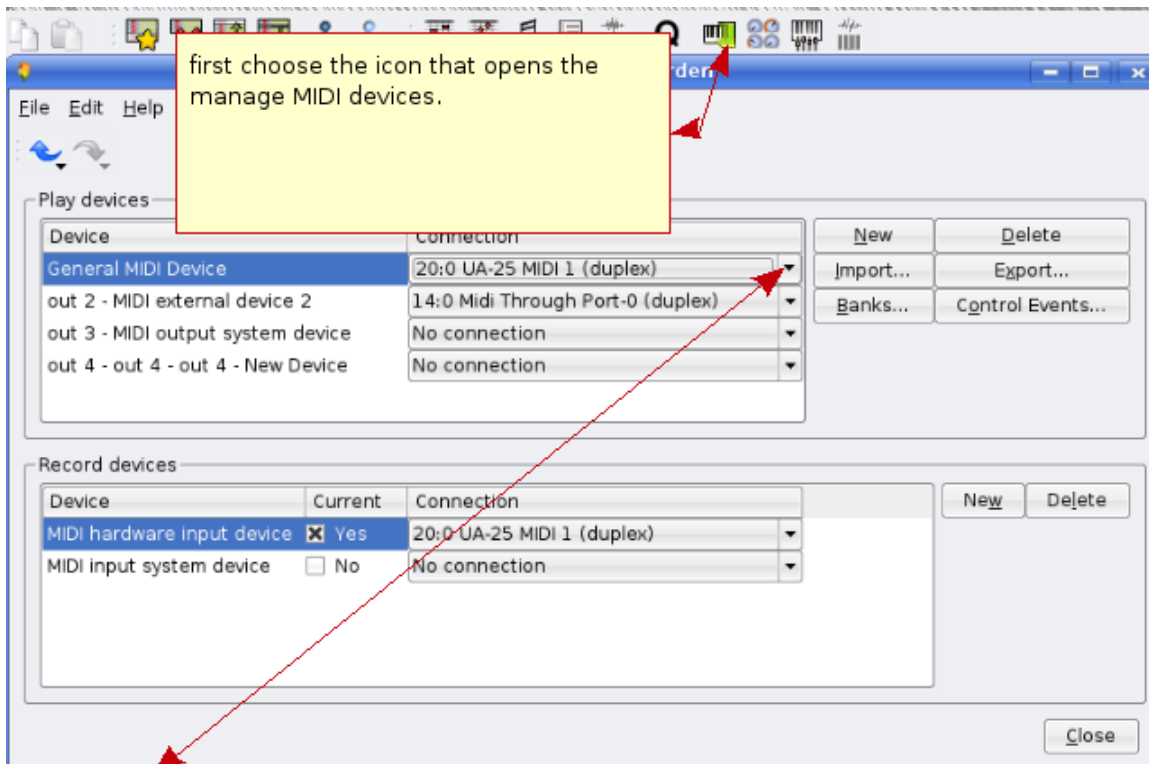 first choose the icon that opens the
manage MIDI devices.
File Edit Help
Play devices
Device Connection New Delete
General MIDI Device 20:0 UA-25 MIDI 1 (duplex) Import... Export...
out 2 - MIDI external device 2 14:0 Midi Through Port-0 (duplex) Banks... Control Events...
out 3 - MIDI output system device No connection
out 4 - out 4 - out 4 - New Device No connection
Record devices
Device Current Connection New Delete
MIDI hardware input device Yes 20:0 UA-25 MIDI 1 (duplex)
MIDI input system device No No connection
Close